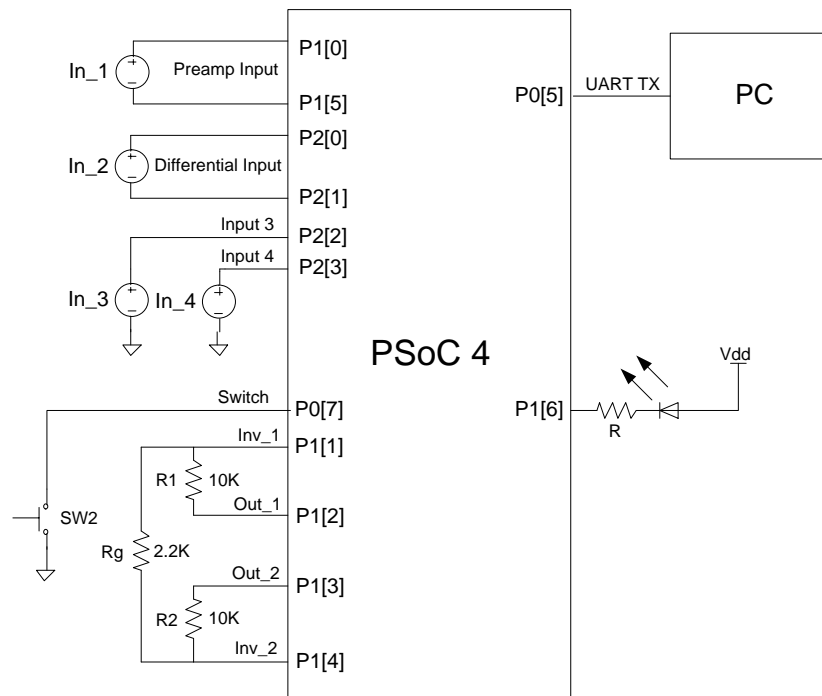 In_1
+
−
Preamp Input
P1[0]
P1[5]
In_2
+
−
Differential Input
P2[0]
P2[1]
Input 3
P2[2]
Input 4
P2[3]
In_3
+
−
In_4
+
−
PSoC 4
P0[5]
UART TX
PC
Vdd
P1[6]
R
Switch
P0[7]
Inv_1
P1[1]
R1
10K
Out_1
P1[2]
SW2
Rg
2.2K
Out_2
P1[3]
R2
10K
Inv_2
P1[4]